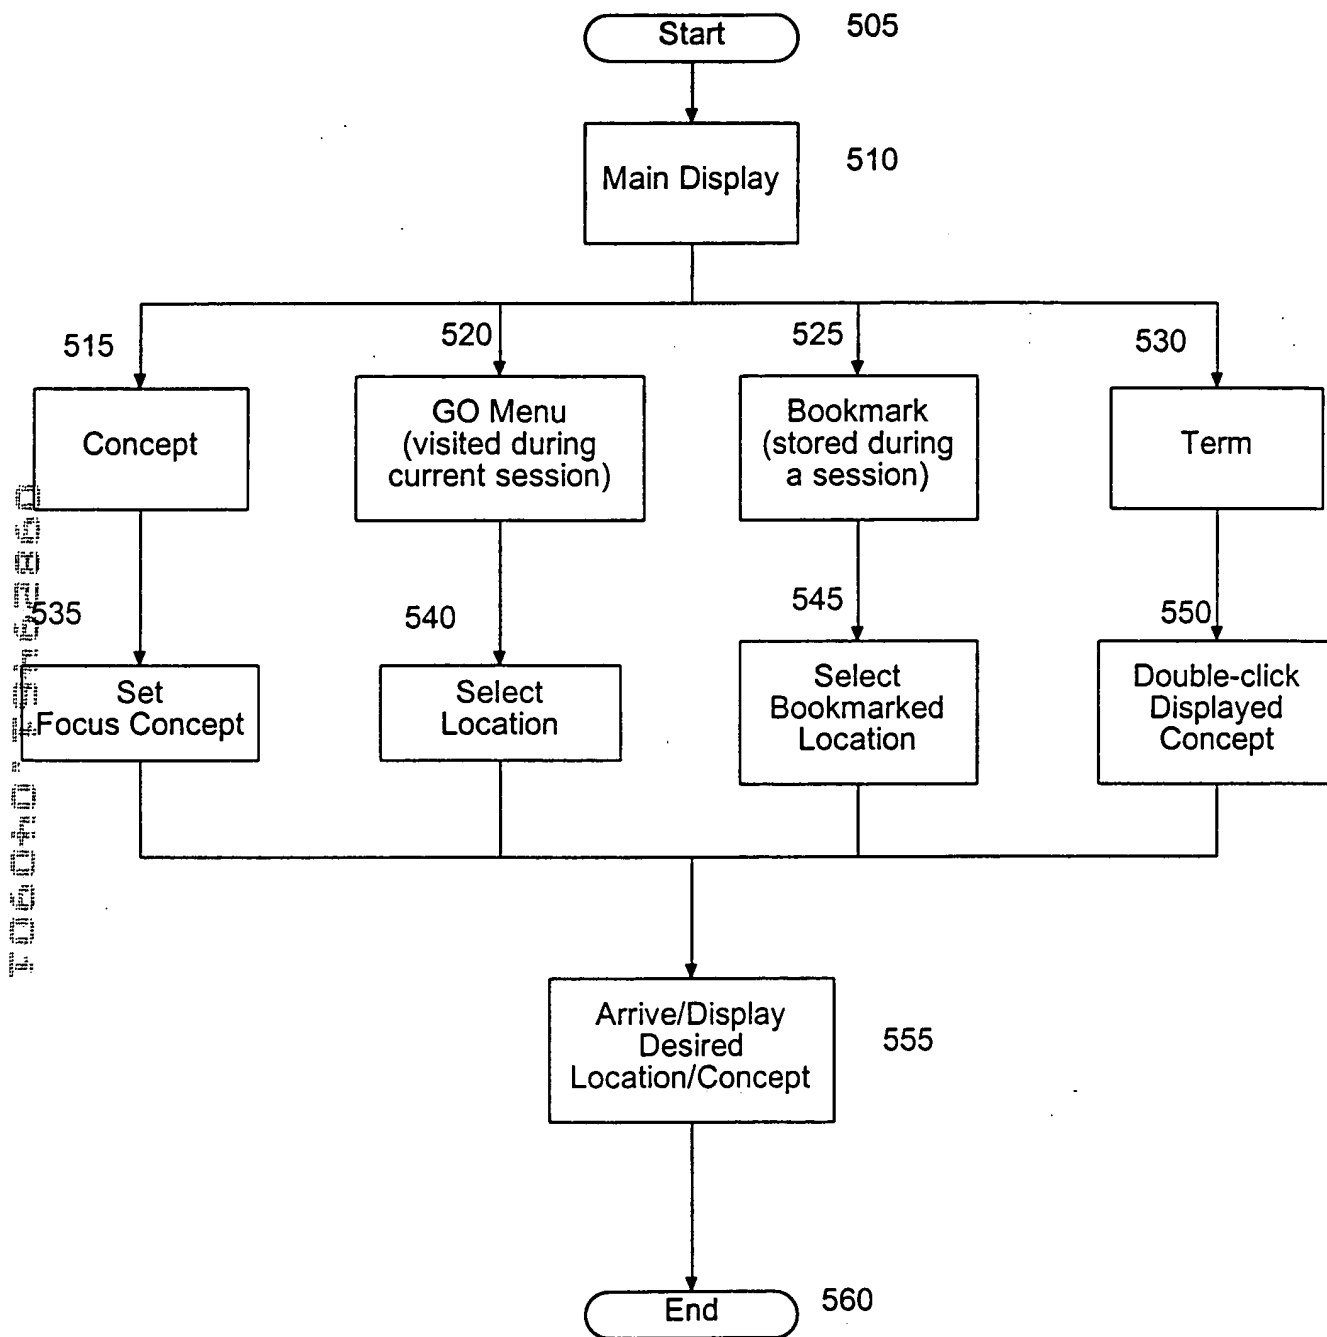 Start
505
Main Display
510
515
520
525
530
Concept
GO Menu
(visited during
current session)
Bookmark
(stored during
a session)
Term
535
540
545
550
Set
Focus Concept
Select
Location
Select
Bookmarked
Location
Double-click
Displayed
Concept
Arrive/Display
Desired
Location/Concept
555
End
560